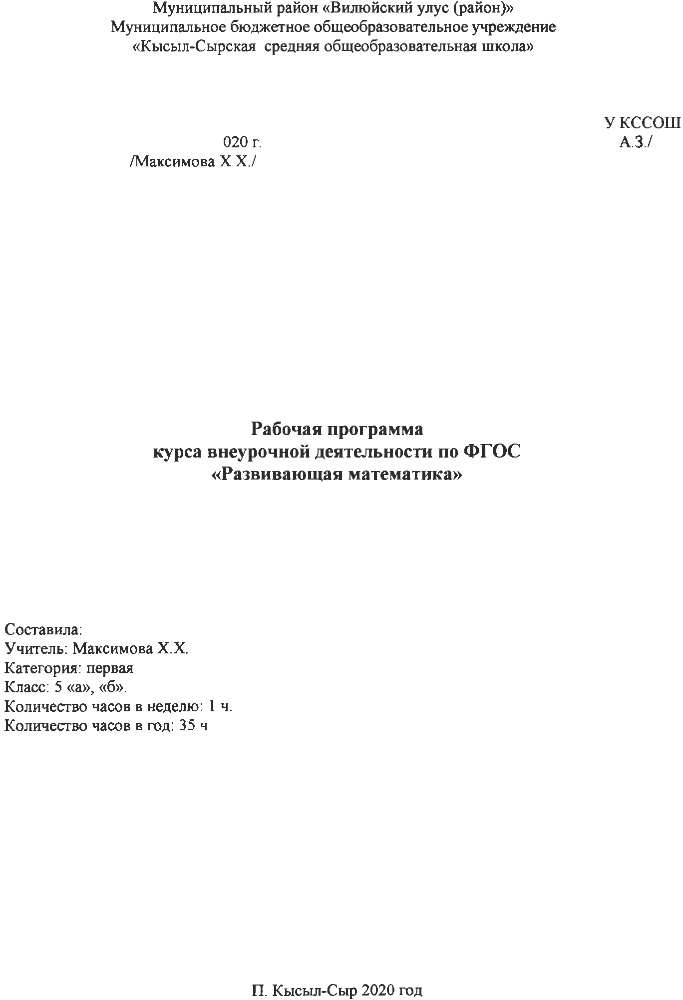 Муниципальный район «Вилюйский улус (район)»
Муниципальное бюджетное общеобразовательное учреждение
«Кысыл-Сырская  средняя общеобразовательная школа»
У КССОШ
020 г.
А.З./
/Максимова Х Х./
Рабочая программа
курса внеурочной деятельности по ФГОС
«Развивающая математика»
Составила:
Учитель: Максимова Х.Х.
Категория: первая
Класс: 5 «а», «б».
Количество часов в неделю: 1 ч.
Количество часов в год: 35 ч
П. Кысыл-Сыр 2020 год